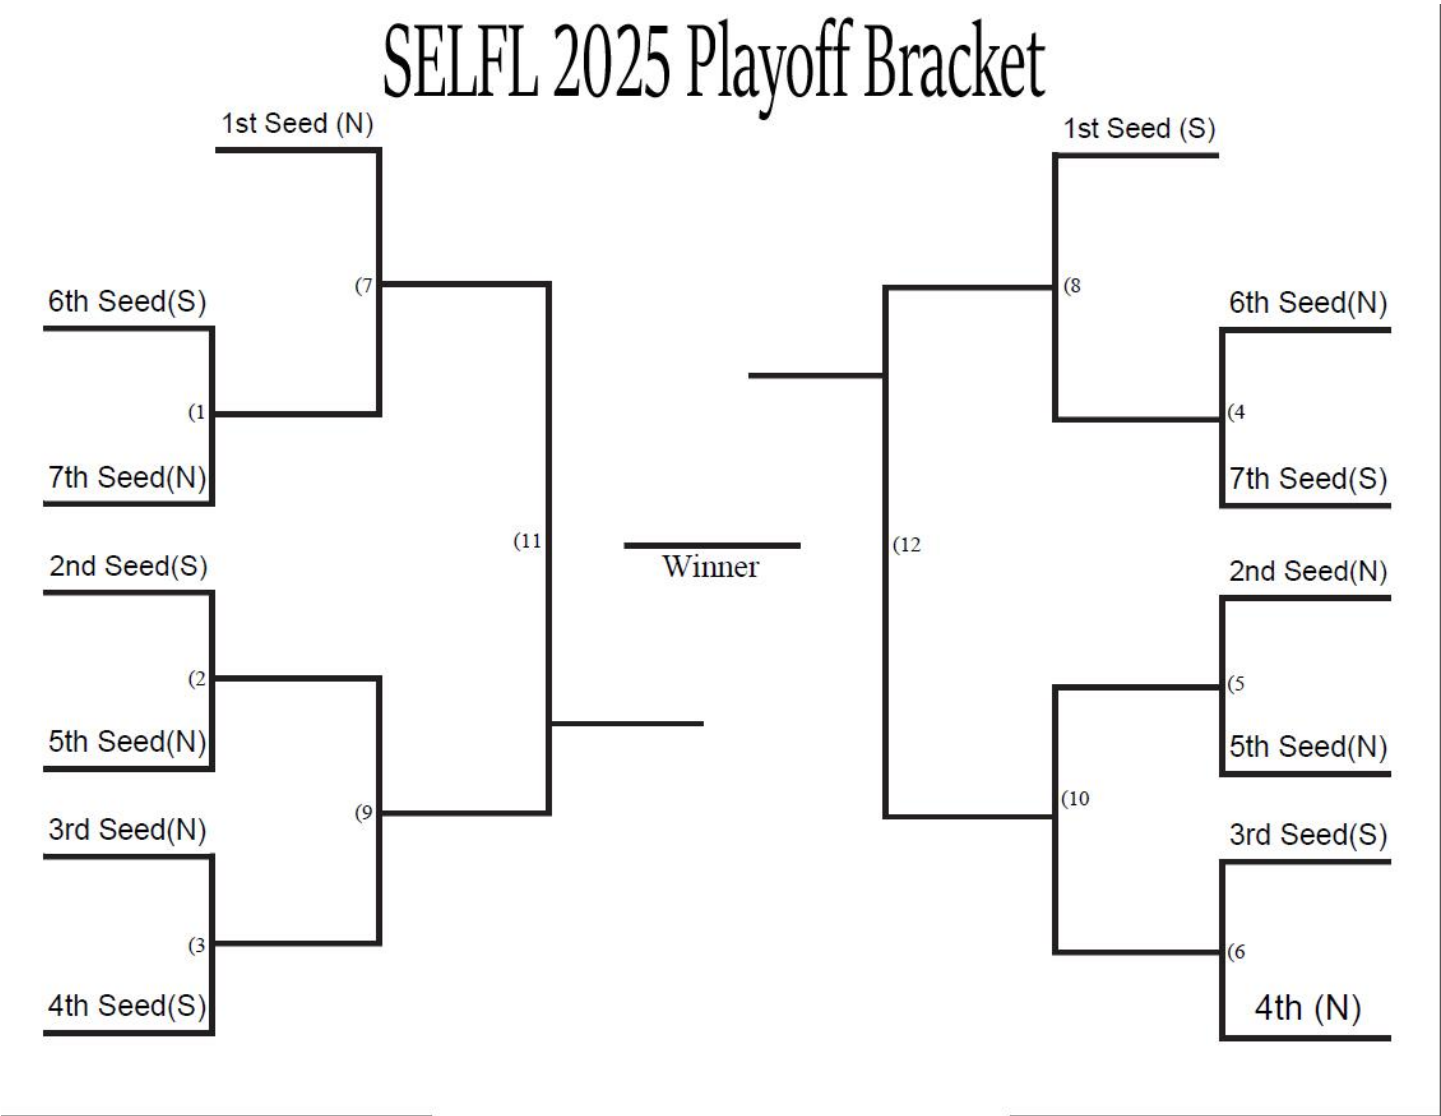 SELFL 2025 Playoff Bracket
1st Seed (N)
6th Seed(S)
(7
(1
7th Seed(N)
2nd Seed(S)
(11
(2
5th Seed(N)
3rd Seed(N)
(9
(3
4th Seed(S)
Winner
1st Seed (S)
(8
6th Seed(N)
(4
7th Seed(S)
(12
2nd Seed(N)
(5
5th Seed(N)
(10
3rd Seed(S)
(6
4th (N)